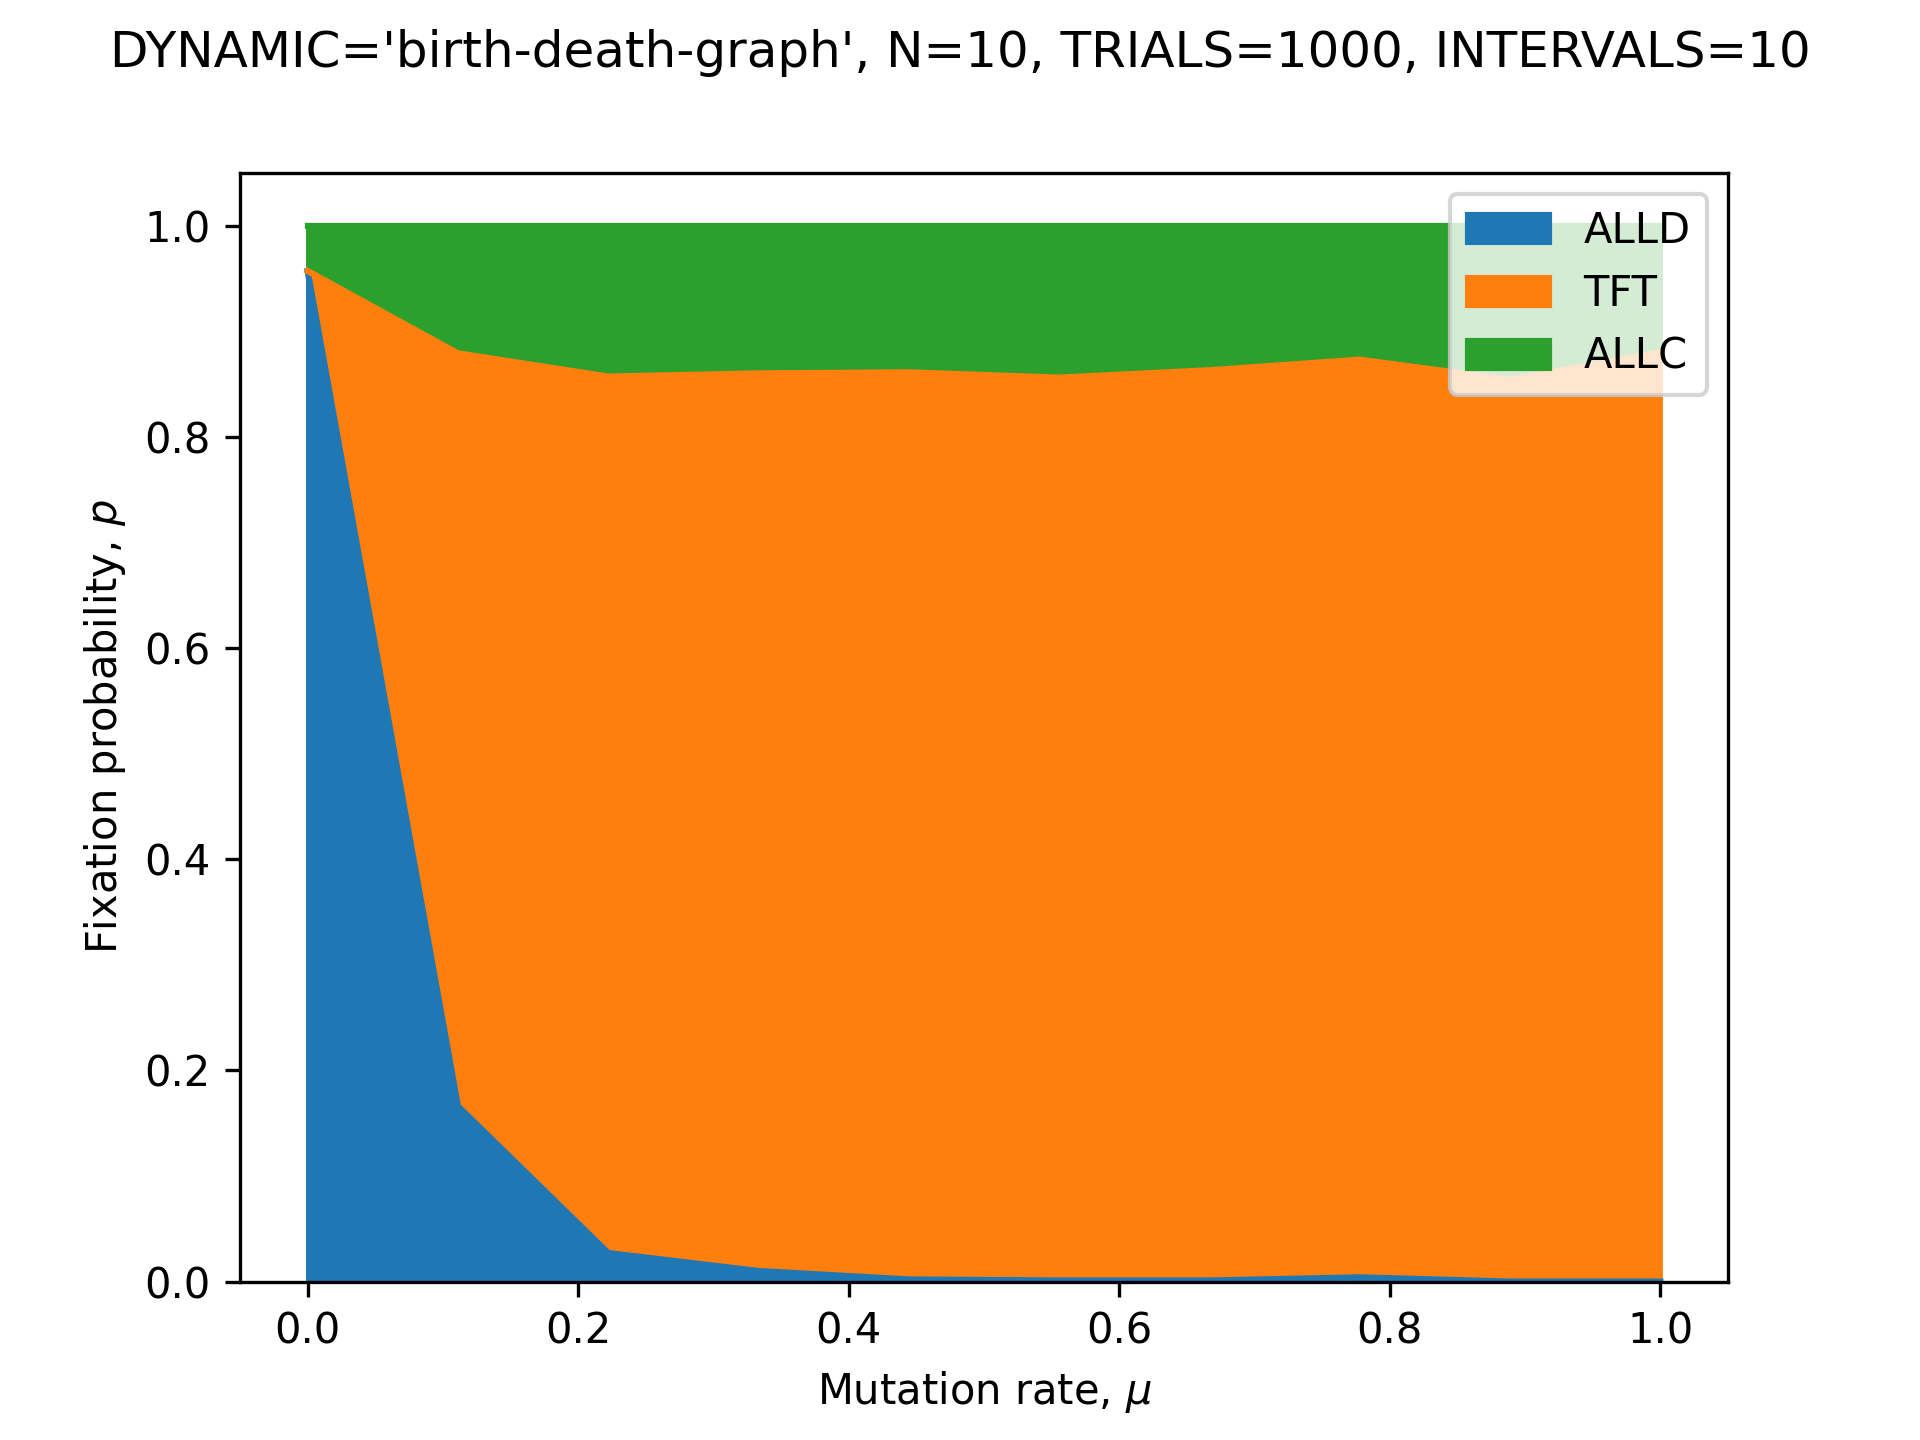 DYNAMIC='birth-death-graph', N=10, TRIALS=1000, INTERVALS=10
1.0
0.8
0.6
0.4
0.2
0.0
Fixation probability, p
ALLD
TFT
ALLC
0.0 0.2 0.4 0.6 0.8 1.0
Mutation rate, μ